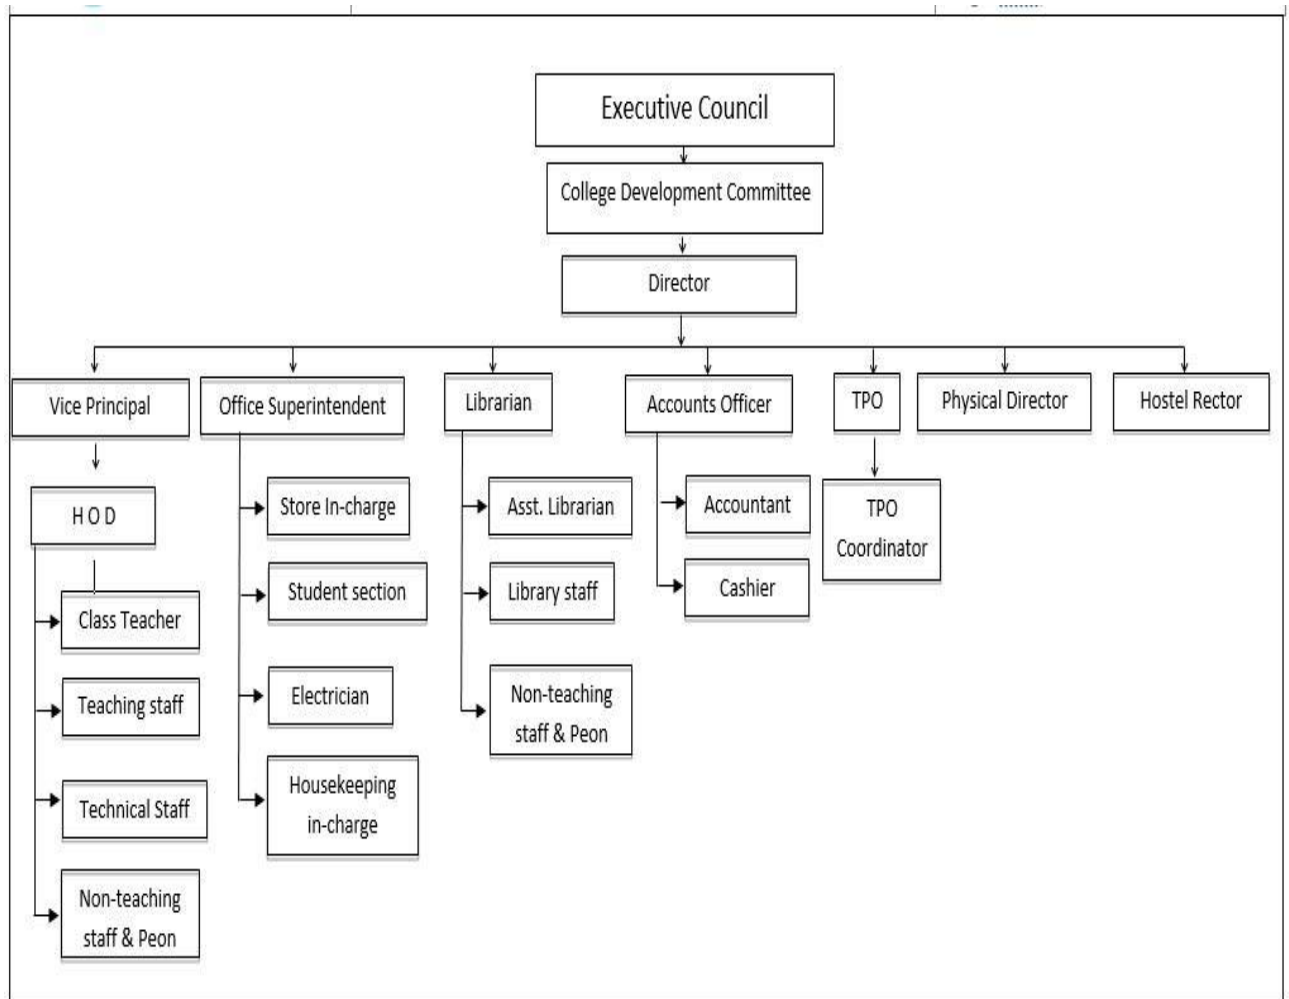 Executive Council
College Development Committee
Director
Vice Principal
Office Superintendent
Librarian
Accounts Officer
TPO
Physical Director
Hostel Rector
H O D
Class Teacher
Teaching staff
Technical Staff
Non-teaching
staff & Peon
Store In-charge
Student section
Electrician
Housekeeping
in-charge
Asst. Librarian
Library staff
Non-teaching
staff & Peon
Accountant
Cashier
TPO
Coordinator